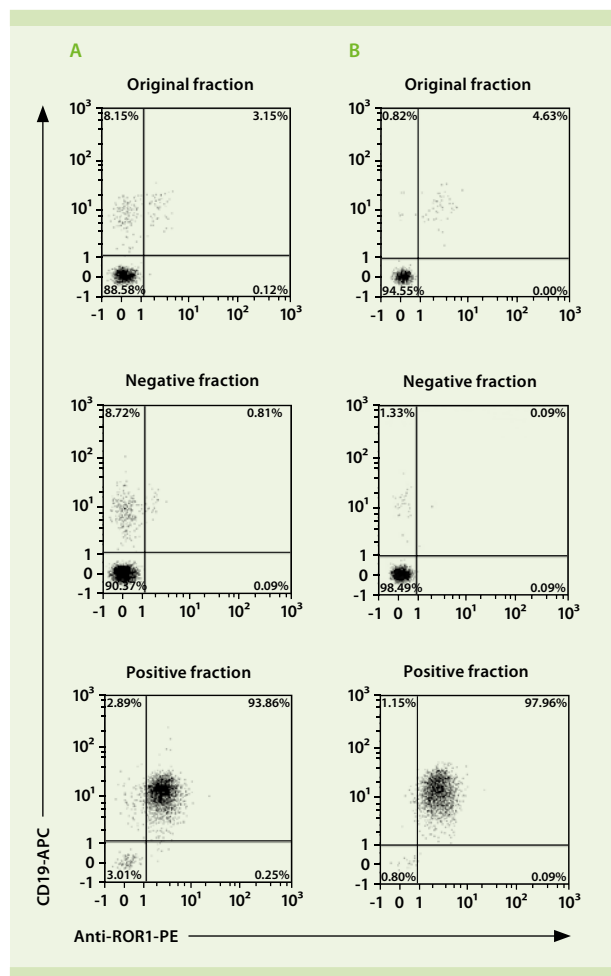 A B
Original fraction Original fraction
10³ 10³
8.15% 3.15% 0.82% 4.63%
10² 10²
10¹ 10¹
1 1
0 0
88.58% 0.12% 94.55% 0.00%
-1 -1
-1 0 1 10¹ 10² 10³ -1 0 1 10¹ 10² 10³
Negative fraction Negative fraction
10³ 10³
8.72% 0.81% 1.33% 0.09%
10² 10²
10¹ 10¹
1 1
0 0
90.37% 0.09% 98.49% 0.09%
-1 -1
-1 0 1 10¹ 10² 10³ -1 0 1 10¹ 10² 10³
Positive fraction Positive fraction
10³ 10³
2.89% 93.86% 1.15% 97.96%
10² 10²
10¹ 10¹
1 1
0 0
3.01% 0.25% 0.80% 0.09%
-1 -1
-1 0 1 10¹ 10² 10³ -1 0 1 10¹ 10² 10³
CD19-APC
Anti-ROR1-PE